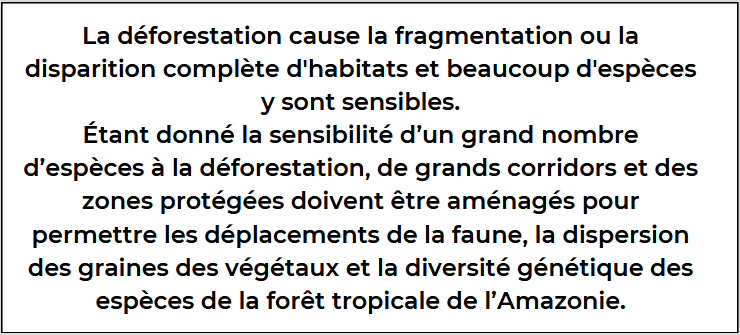 La déforestation cause la fragmentation ou la
disparition complète d'habitats et beaucoup d'espèces
y sont sensibles.
Étant donné la sensibilité d’un grand nombre
d’espèces à la déforestation, de grands corridors et des
zones protégées doivent être aménagés pour
permettre les déplacements de la faune, la dispersion
des graines des végétaux et la diversité génétique des
espèces de la forêt tropicale de l’Amazonie.